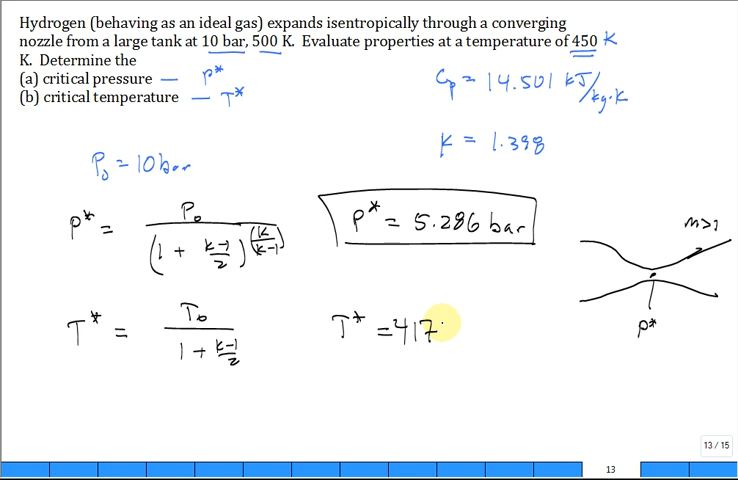 Hydrogen (behaving as an ideal gas) expands isentropically through a converging
nozzle from a large tank at 10 bar, 500 K. Evaluate properties at a temperature of 450 K
K. Determine the
(a) critical pressure — P*
(b) critical temperature — T*
Cp = 14.501 kJ/kg·K
K = 1.398
P₀ = 10 bar
P* = P₀ / (1 + (k-1)/2)^(k/(k-1))
P* = 5.286 bar
m>1
P*
T* = T₀ / (1 + (k-1)/2)
T* = 417
13 / 15
13